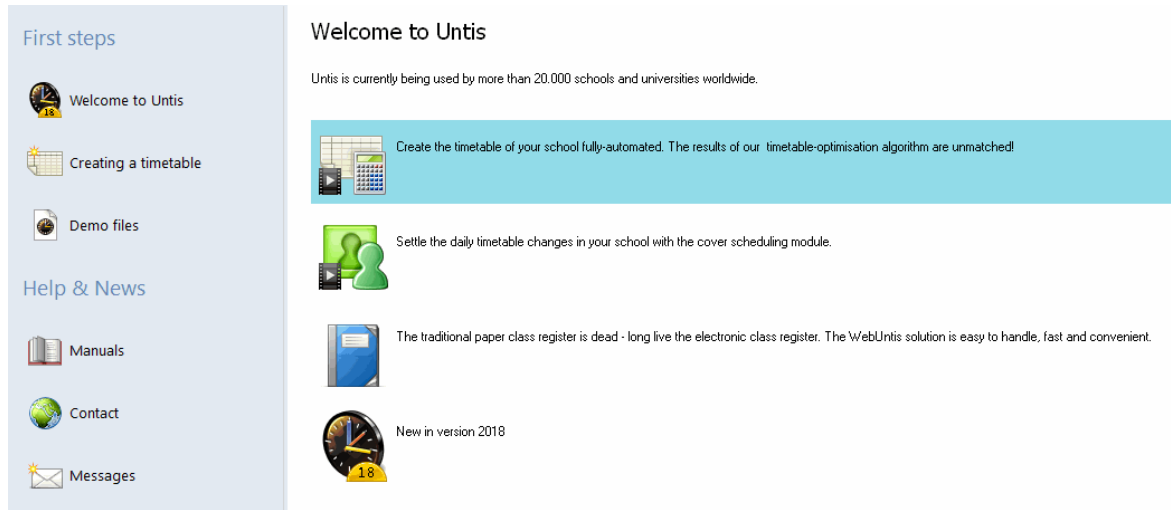 First steps
Welcome to Untis
18
Creating a timetable
Demo files
Help & News
Manuals
Contact
Messages
Welcome to Untis
Untis is currently being used by more than 20.000 schools and universities worldwide.
Create the timetable of your school fully-automated. The results of our  timetable-optimisation algorithm are unmatched!
Settle the daily timetable changes in your school with the cover scheduling module.
The traditional paper class register is dead - long live the electronic class register. The WebUntis solution is easy to handle, fast and convenient.
New in version 2018
18